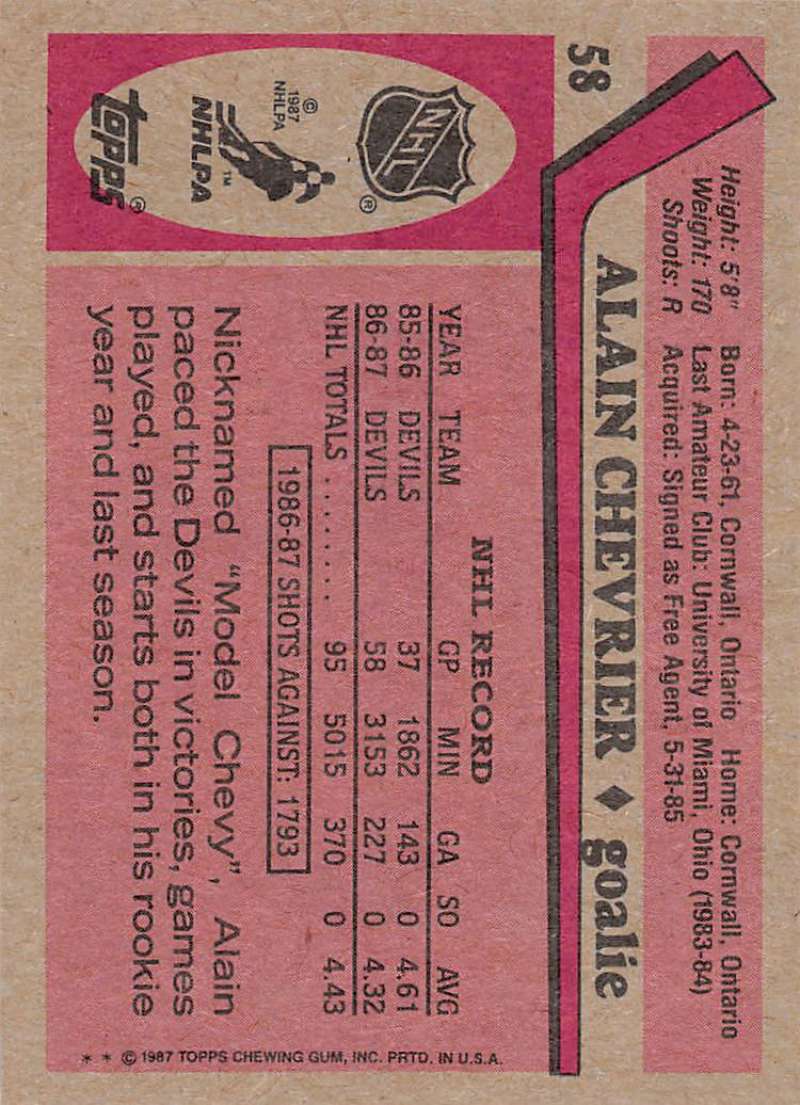 58
Height: 5'8" Born: 4-23-61, Cornwall, Ontario Home: Cornwall, Ontario
Weight: 170 Last Amateur Club: University of Miami, Ohio (1983-84)
Shoots: R Acquired: Signed as Free Agent, 5-31-85
ALAIN CHEVRIER ♦ goalie
NHL ®
© 1987 NHLPA
NHLPA ™
TOPPS ®
NHL RECORD
YEAR TEAM GP MIN GA SO AVG
85-86 DEVILS 37 1862 143 0 4.61
86-87 DEVILS 58 3153 227 0 4.32
NHL TOTALS ......... 95 5015 370 0 4.43
1986-87 SHOTS AGAINST: 1793
Nicknamed "Model Chevy", Alain
paced the Devils in victories, games
played, and starts both in his rookie
year and last season.
* * © 1987 TOPPS CHEWING GUM, INC. PRTD. IN U.S.A.